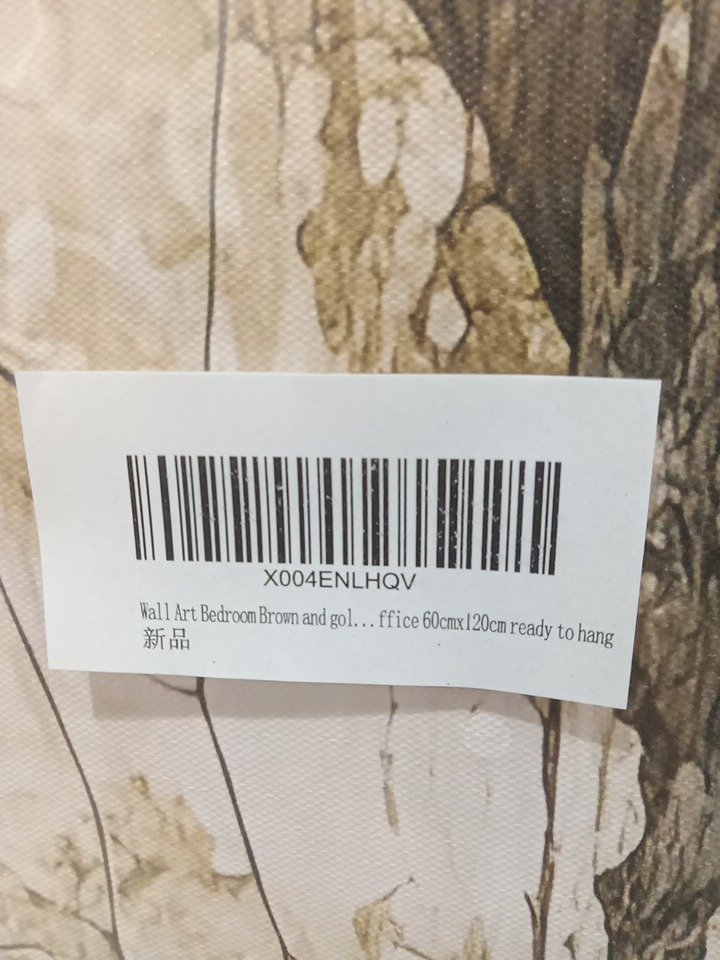 X004ENLHQV
Wall Art Bedroom Brown and gol...ffice 60cmx120cm ready to hang
新品